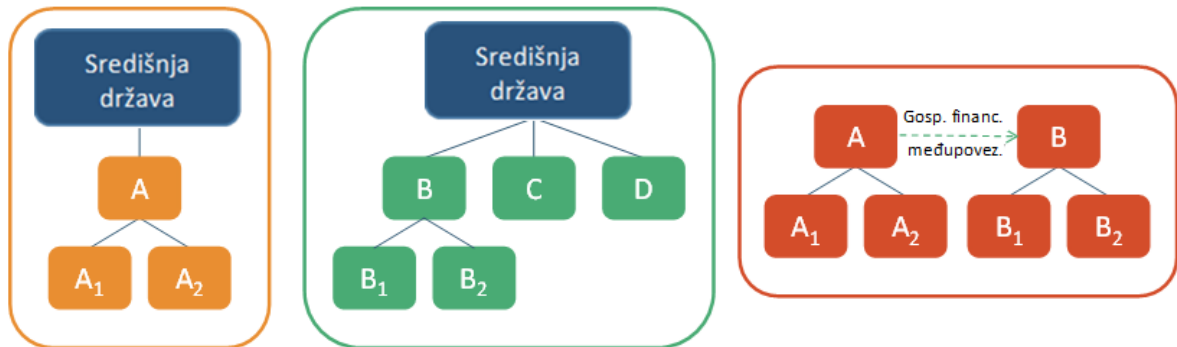 Središnja
država
A
A₁ A₂
Središnja
država
B C D
B₁ B₂
Gosp. financ.
A B
međupovez.
A₁ A₂ B₁ B₂